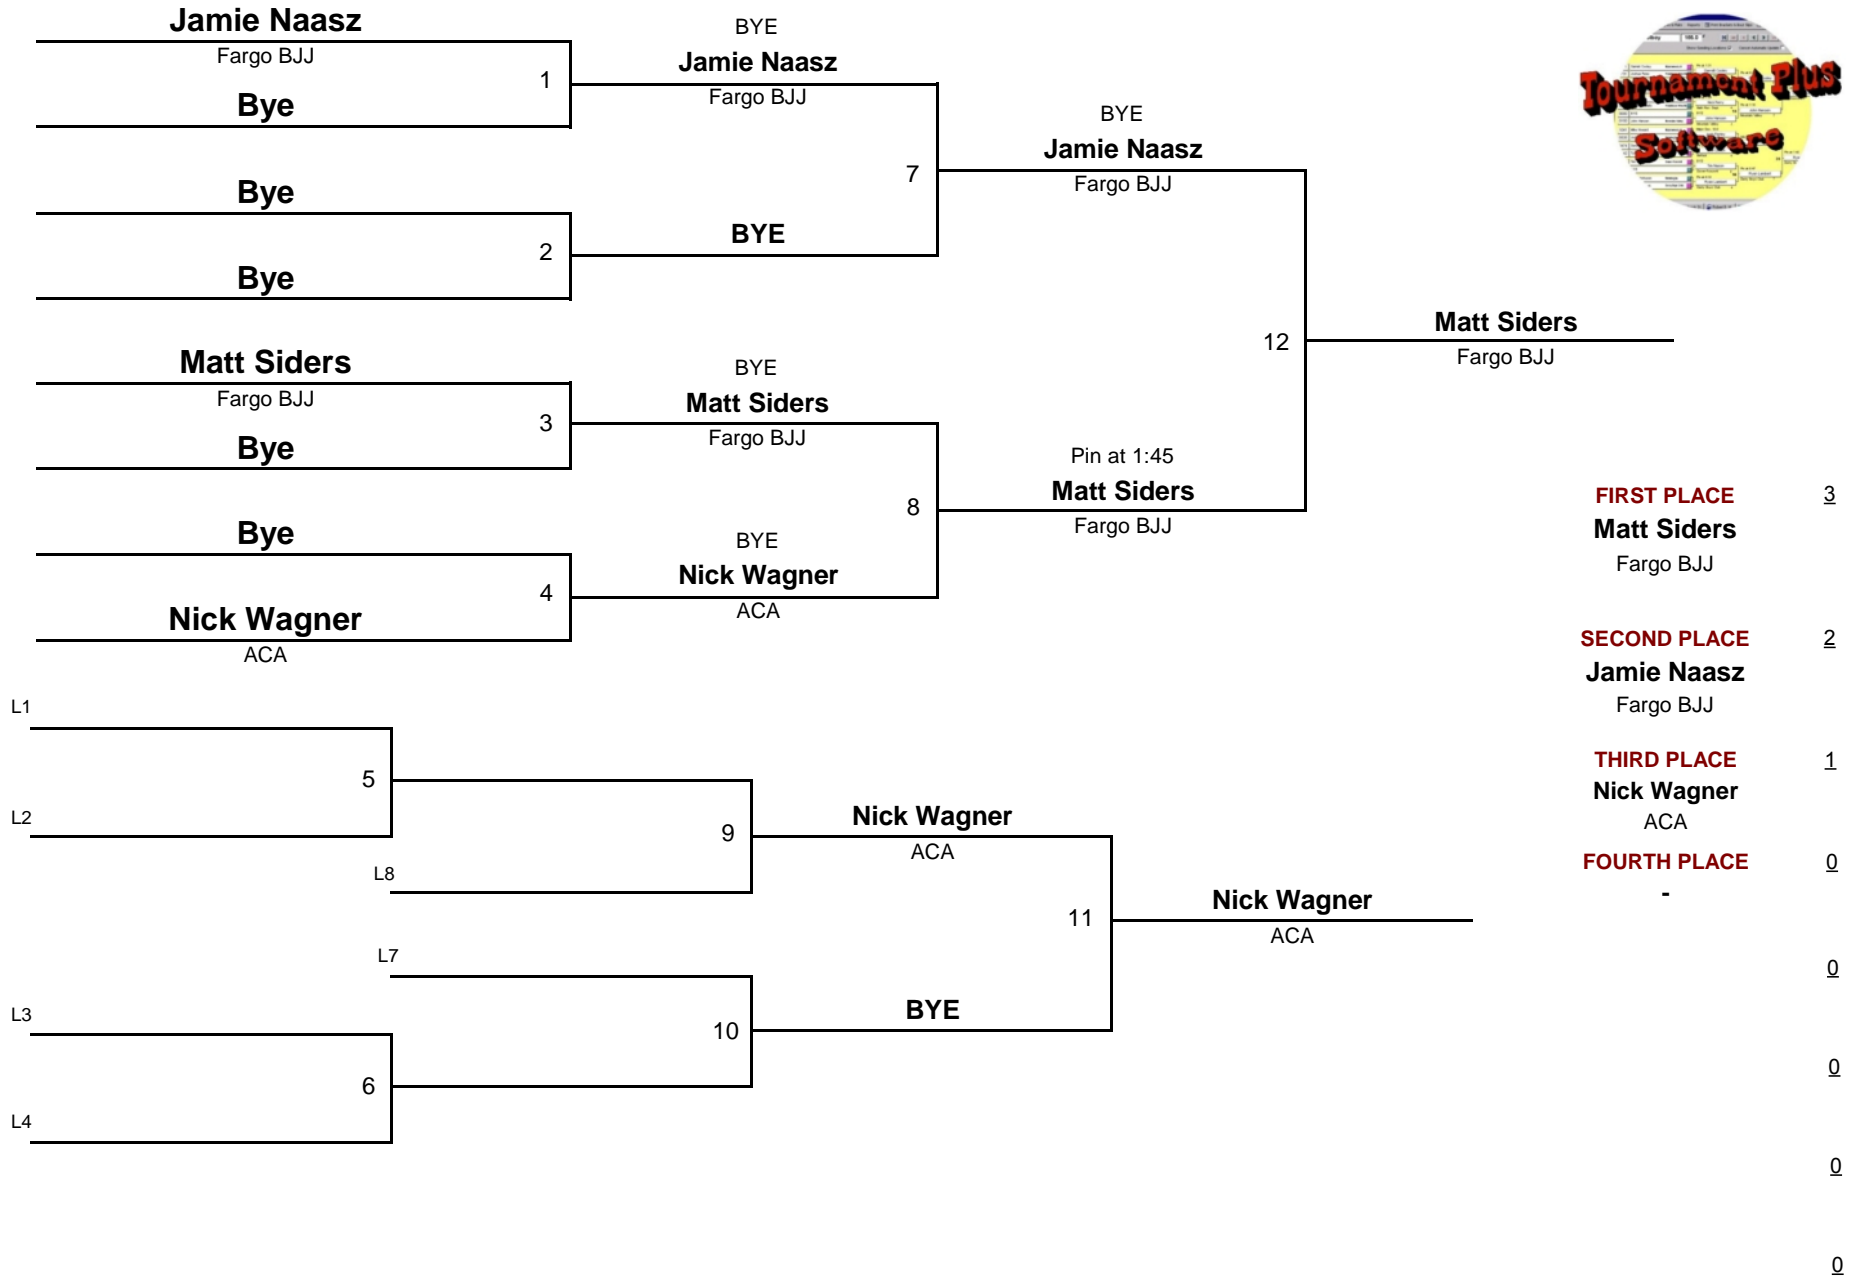 Jamie Naasz
Fargo BJJ
1
Bye
BYE
Jamie Naasz
Fargo BJJ
Bye
2
Bye
BYE
7
BYE
Jamie Naasz
Fargo BJJ
Matt Siders
Fargo BJJ
3
Bye
BYE
Matt Siders
Fargo BJJ
Bye
4
Nick Wagner
ACA
BYE
Nick Wagner
ACA
8
Pin at 1:45
Matt Siders
Fargo BJJ
12
Matt Siders
Fargo BJJ
Tournament Plus
Software
FIRST PLACE 3
Matt Siders
Fargo BJJ
SECOND PLACE 2
Jamie Naasz
Fargo BJJ
THIRD PLACE 1
Nick Wagner
ACA
FOURTH PLACE 0
-
0
0
0
0
L1
5
L2
9
L8
Nick Wagner
ACA
11
Nick Wagner
ACA
L7
L3
10
BYE
6
L4